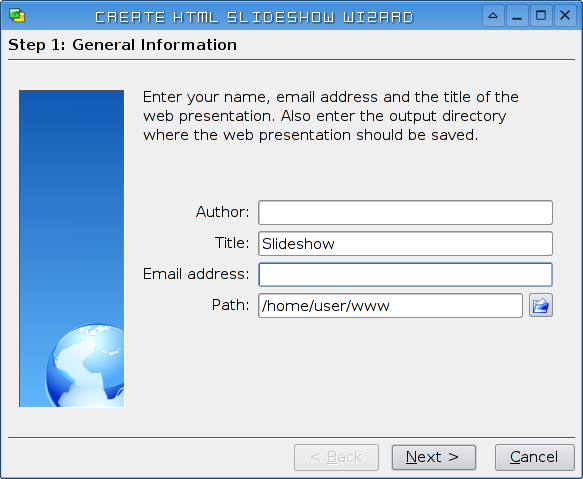 CREATE HTML SLIDESHOW WIZARD
Step 1: General Information
Enter your name, email address and the title of the
web presentation. Also enter the output directory
where the web presentation should be saved.
Author:
Title: Slideshow
Email address:
Path: /home/user/www
< Back Next > Cancel